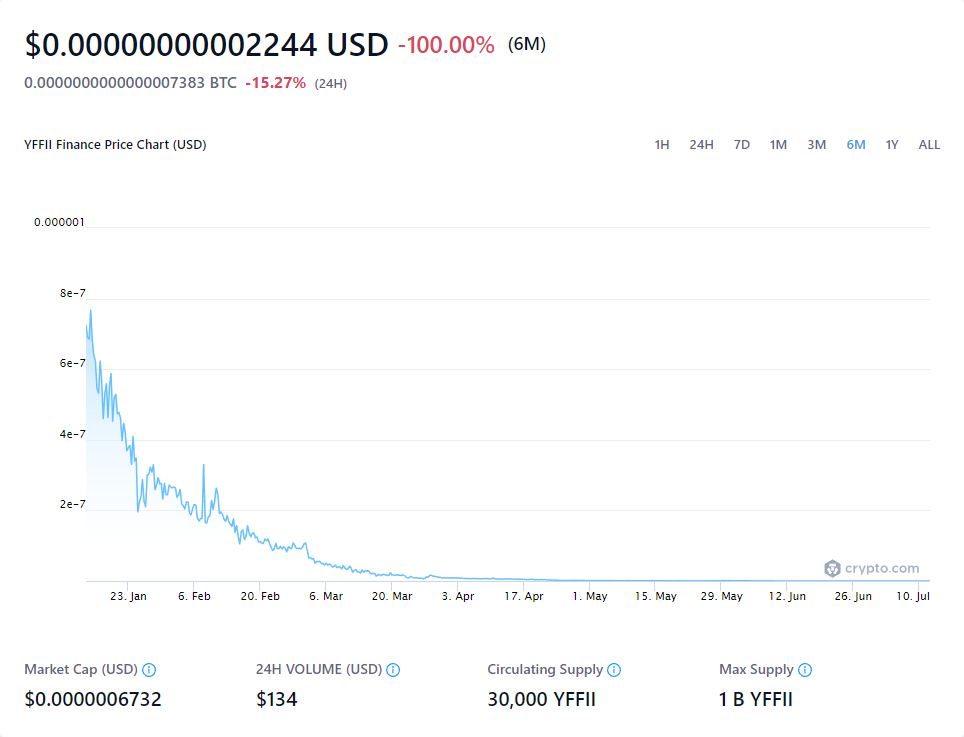 $0.00000000002244 USD -100.00% (6M)
0.0000000000000007383 BTC -15.27% (24H)
YFFII Finance Price Chart (USD) 1H 24H 7D 1M 3M 6M 1Y ALL
0.000001
8e-7
6e-7
4e-7
2e-7
crypto.com
23. Jan 6. Feb 20. Feb 6. Mar 20. Mar 3. Apr 17. Apr 1. May 15. May 29. May 12. Jun 26. Jun 10. Jul
Market Cap (USD) 24H VOLUME (USD) Circulating Supply Max Supply
$0.0000006732 $134 30,000 YFFII 1 B YFFII